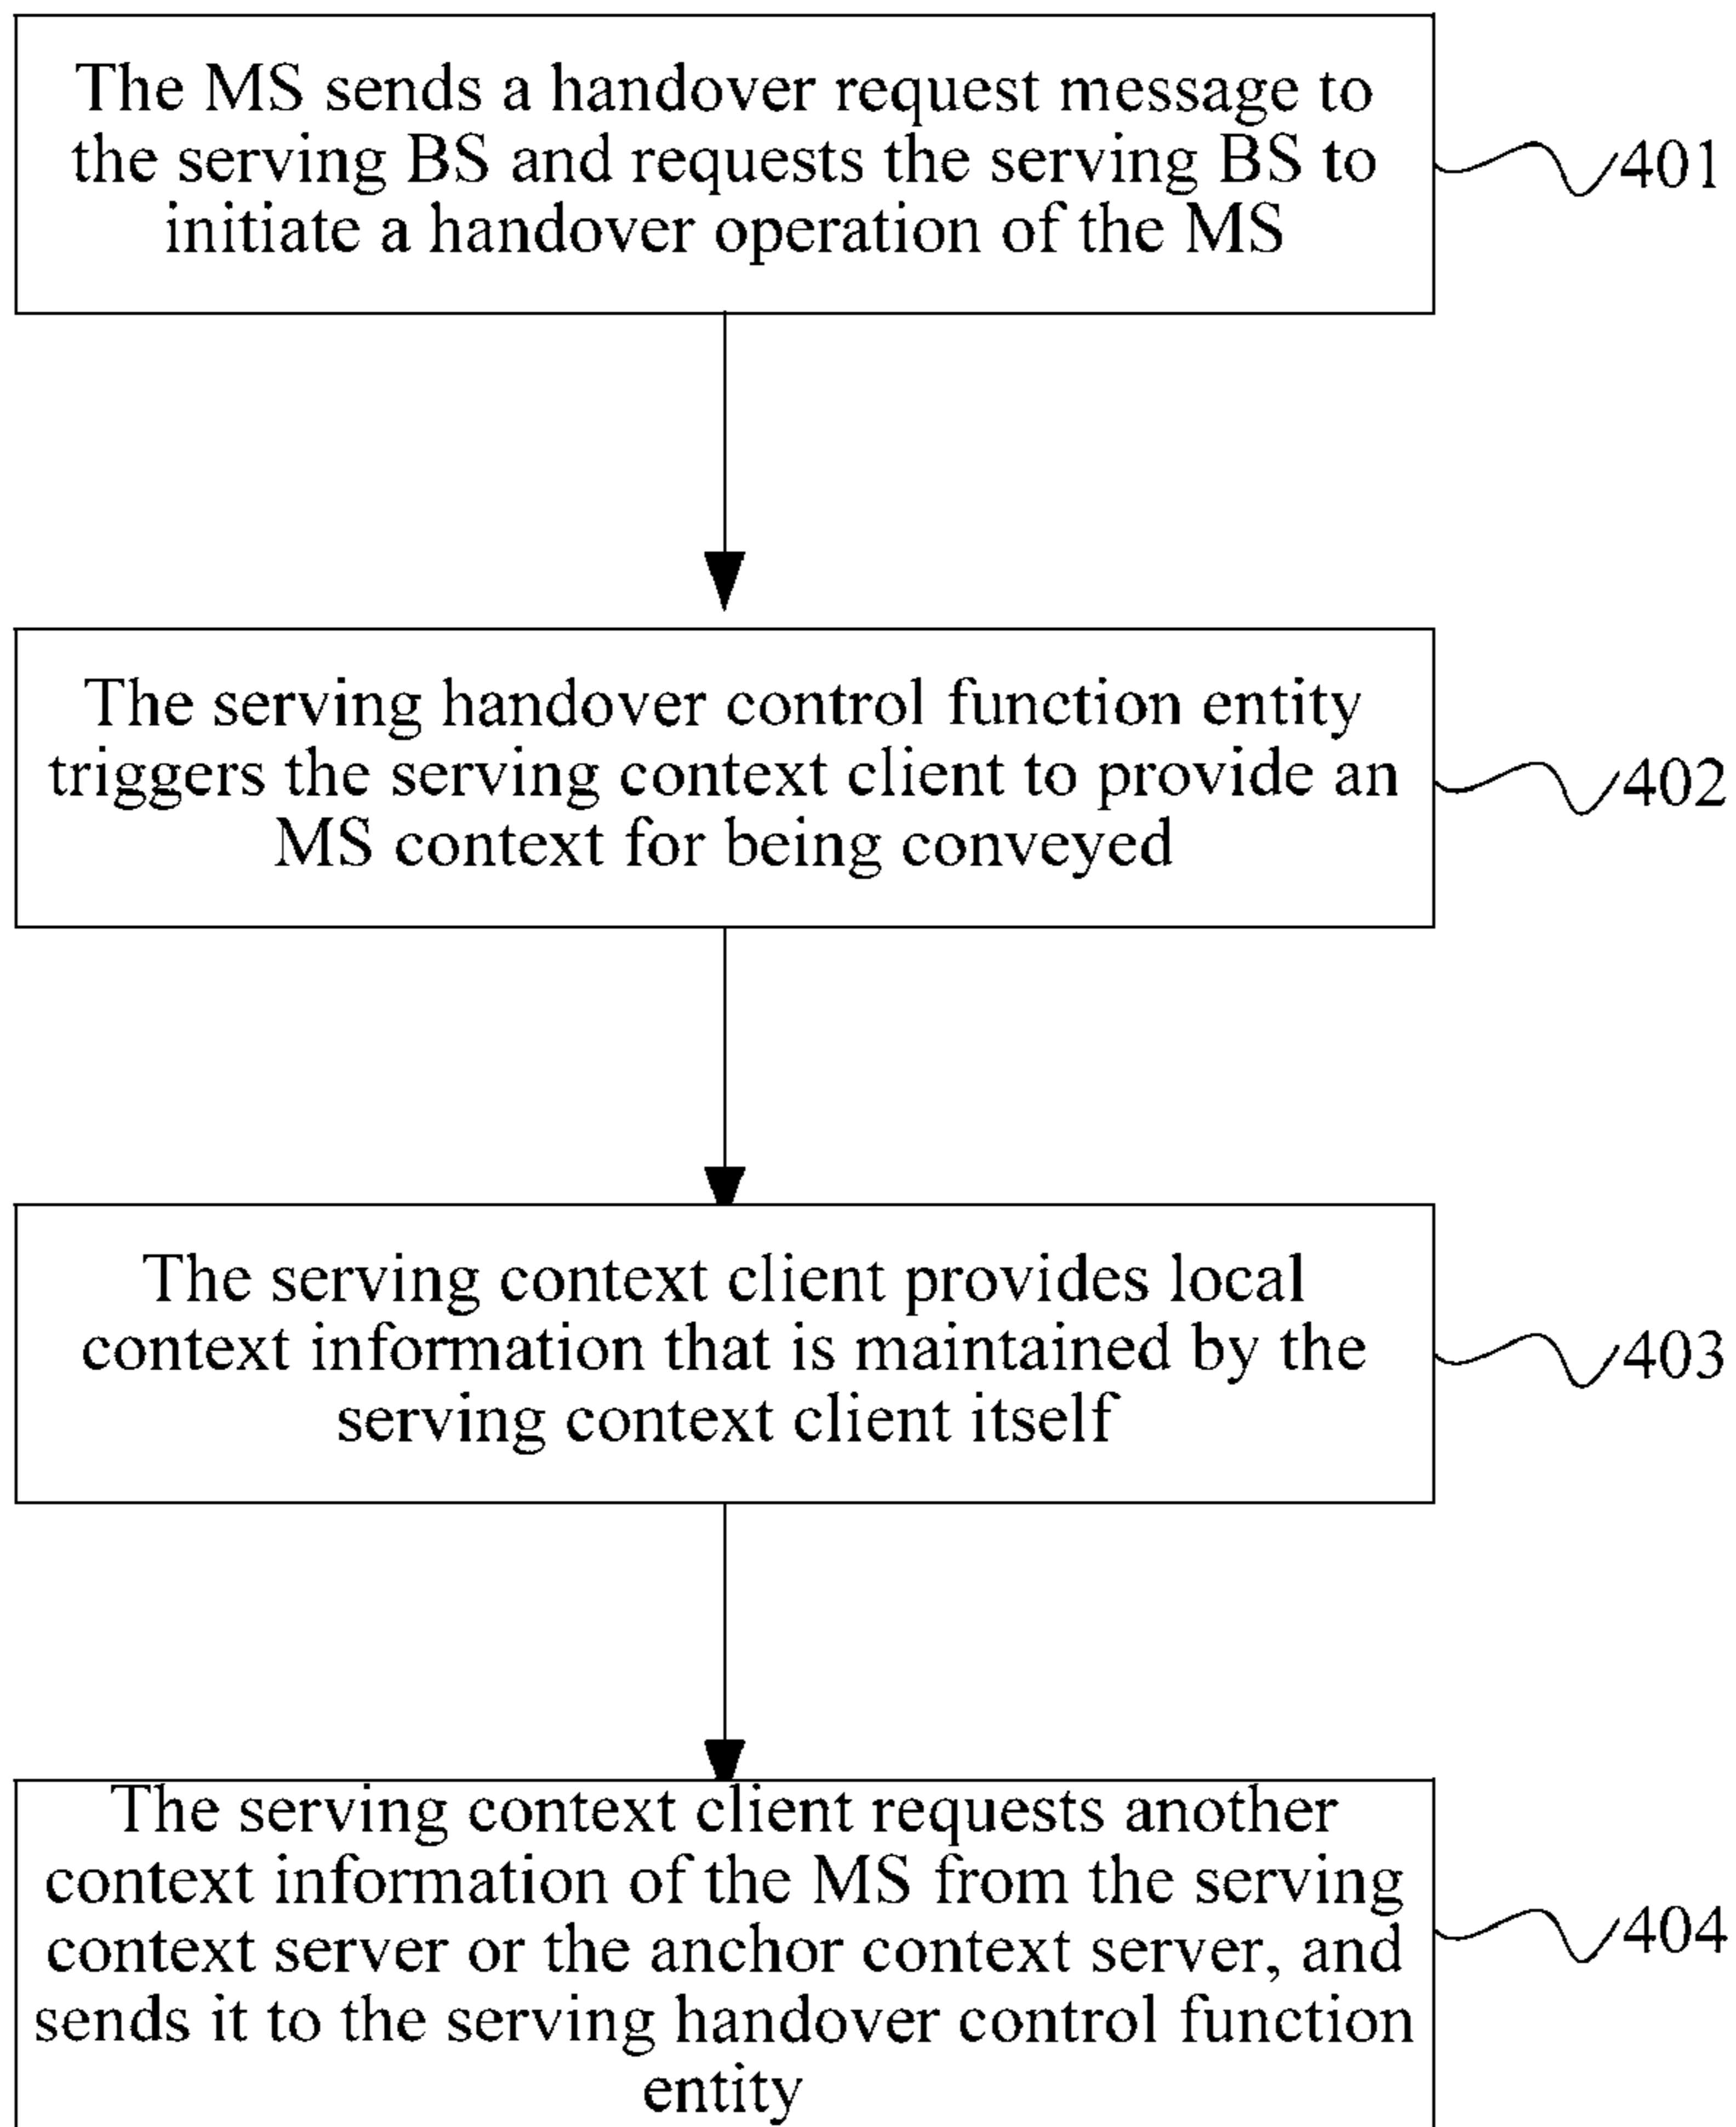 The MS sends a handover request message to
the serving BS and requests the serving BS to
initiate a handover operation of the MS
401
The serving handover control function entity
triggers the serving context client to provide an
MS context for being conveyed
402
The serving context client provides local
context information that is maintained by the
serving context client itself
403
The serving context client requests another
context information of the MS from the serving
context server or the anchor context server, and
sends it to the serving handover control function
entity
404